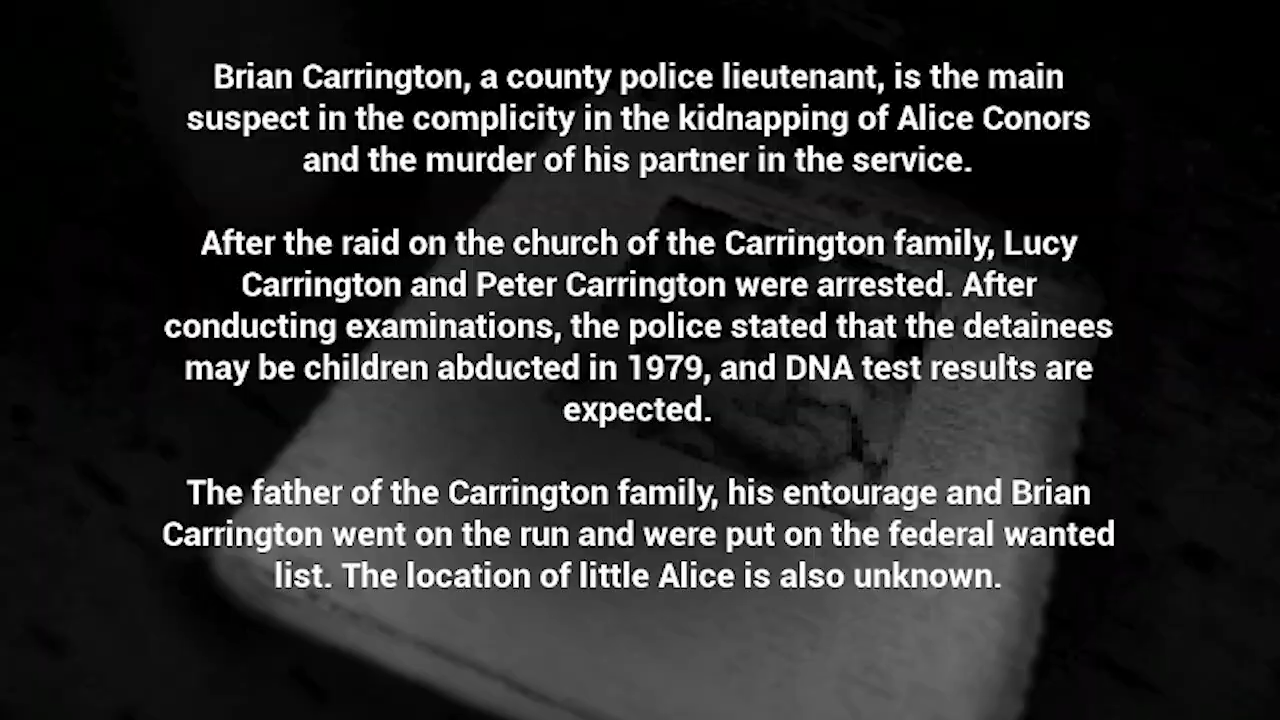 Brian Carrington, a county police lieutenant, is the main
suspect in the complicity in the kidnapping of Alice Conors
and the murder of his partner in the service.
After the raid on the church of the Carrington family, Lucy
Carrington and Peter Carrington were arrested. After
conducting examinations, the police stated that the detainees
may be children abducted in 1979, and DNA test results are
expected.
The father of the Carrington family, his entourage and Brian
Carrington went on the run and were put on the federal wanted
list. The location of little Alice is also unknown.